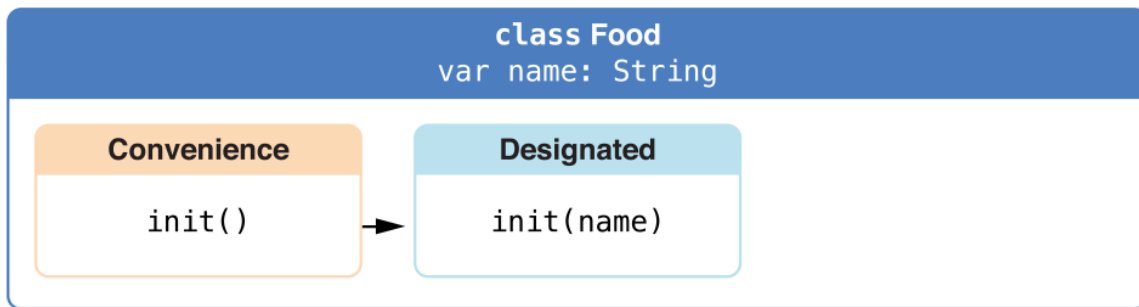 class Food
var name: String
Convenience
Designated
init()
init(name)